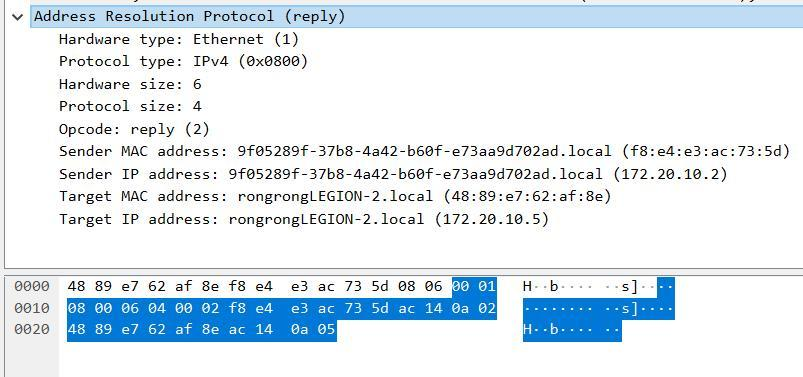 Address Resolution Protocol (reply)
Hardware type: Ethernet (1)
Protocol type: IPv4 (0x0800)
Hardware size: 6
Protocol size: 4
Opcode: reply (2)
Sender MAC address: 9f05289f-37b8-4a42-b60f-e73aa9d702ad.local (f8:e4:e3:ac:73:5d)
Sender IP address: 9f05289f-37b8-4a42-b60f-e73aa9d702ad.local (172.20.10.2)
Target MAC address: rongrongLEGION-2.local (48:89:e7:62:af:8e)
Target IP address: rongrongLEGION-2.local (172.20.10.5)
0000 48 89 e7 62 af 8e f8 e4 e3 ac 73 5d 08 06 00 01 H··b···· ··s]····
0010 08 00 06 04 00 02 f8 e4 e3 ac 73 5d ac 14 0a 02 ········ ··s]····
0020 48 89 e7 62 af 8e ac 14 0a 05 H··b···· ··